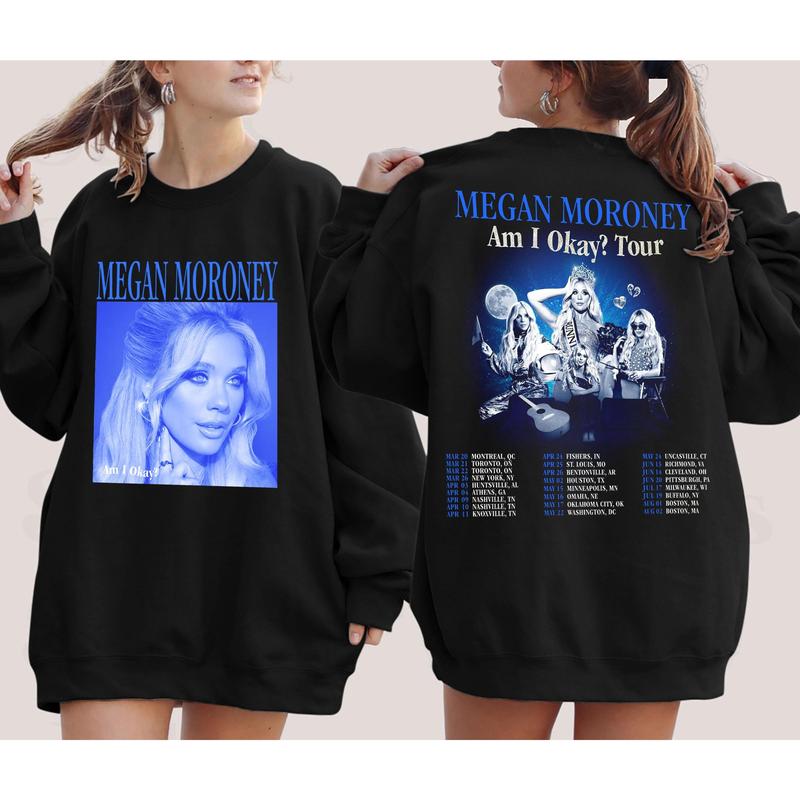 MEGAN MORONEY
Am I Okay?
MEGAN MORONEY
Am I Okay? Tour
MAR 20 MONTREAL, QC
MAR 21 TORONTO, ON
MAR 22 TORONTO, ON
MAR 26 NEW YORK, NY
APR 03 HUNTSVILLE, AL
APR 04 ATHENS, GA
APR 09 NASHVILLE, TN
APR 10 NASHVILLE, TN
APR 11 KNOXVILLE, TN
APR 24 FISHERS, IN
APR 25 ST. LOUIS, MO
APR 26 BENTONVILLE, AR
MAY 02 HOUSTON, TX
MAY 15 MINNEAPOLIS, MN
MAY 16 OMAHA, NE
MAY 17 OKLAHOMA CITY, OK
MAY 22 WASHINGTON, DC
MAY 24 UNCASVILLE, CT
JUN 13 RICHMOND, VA
JUN 14 CLEVELAND, OH
JUN 20 PITTSBURGH, PA
JUL 17 MILWAUKEE, WI
JUL 19 BUFFALO, NY
AUG 01 BOSTON, MA
AUG 02 BOSTON, MA